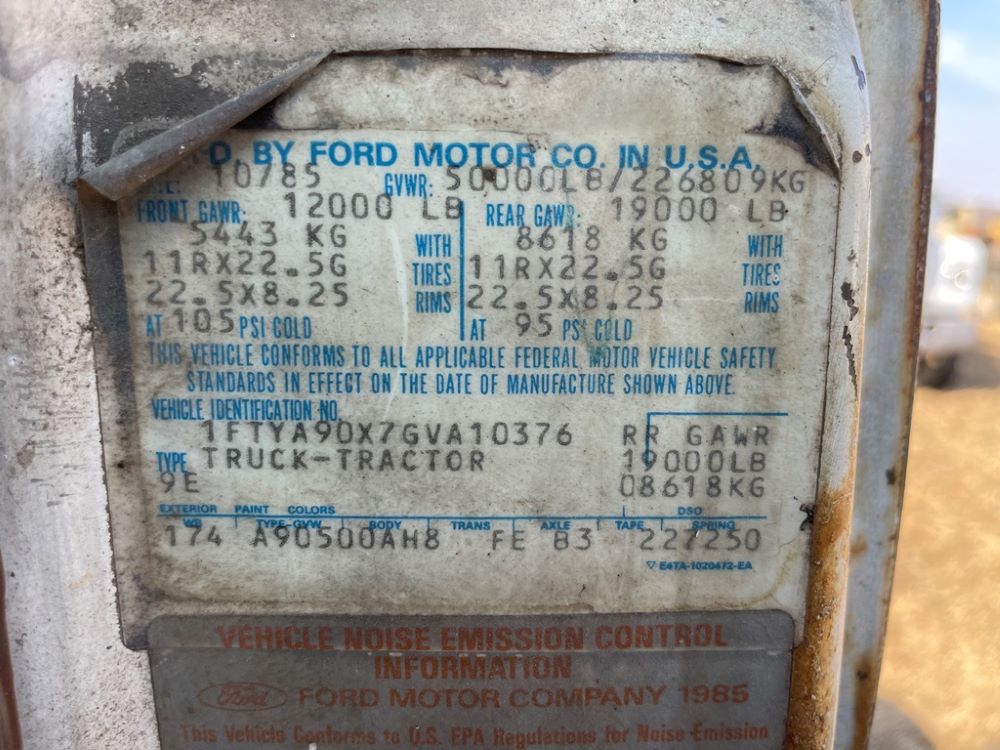 D. BY FORD MOTOR CO. IN U.S.A.
10/85 GVWR: 50000LB/226809KG
FRONT GAWR: 12000 LB REAR GAWR: 19000 LB
5443 KG WITH 8618 KG WITH
11RX22.5G TIRES 11RX22.5G TIRES
22.5X8.25 RIMS 22.5X8.25 RIMS
AT 105 PSI COLD AT 95 PSI COLD
THIS VEHICLE CONFORMS TO ALL APPLICABLE FEDERAL MOTOR VEHICLE SAFETY
STANDARDS IN EFFECT ON THE DATE OF MANUFACTURE SHOWN ABOVE.
VEHICLE IDENTIFICATION NO.
1FTYA90X7GVA10376 RR GAWR
TYPE TRUCK-TRACTOR 19000LB
9E 08618KG
EXTERIOR PAINT COLORS DSO
WB TYPE-GVW BODY TRANS AXLE TAPE SPRING
174 A90500AH8 FE B3 227250
▽ E4TA-1020472-EA
VEHICLE NOISE EMISSION CONTROL
INFORMATION
Ford FORD MOTOR COMPANY 1985
This Vehicle Conforms to U.S. EPA Regulations for Noise Emission